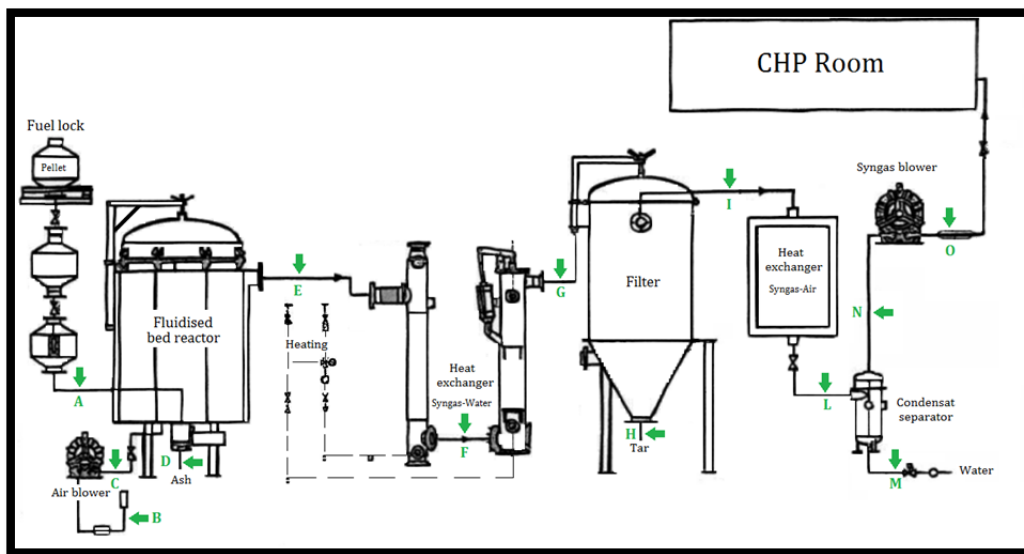 CHP Room
Fuel lock
Pellet
Syngas blower
I
O
Heat
exchanger
Syngas-Air
E
G
Filter
N
Fluidised
bed reactor
Heating
Heat
exchanger
Syngas-Water
A
L
Condensat
separator
F
H
Tar
C
D
Ash
M
Water
Air blower
B